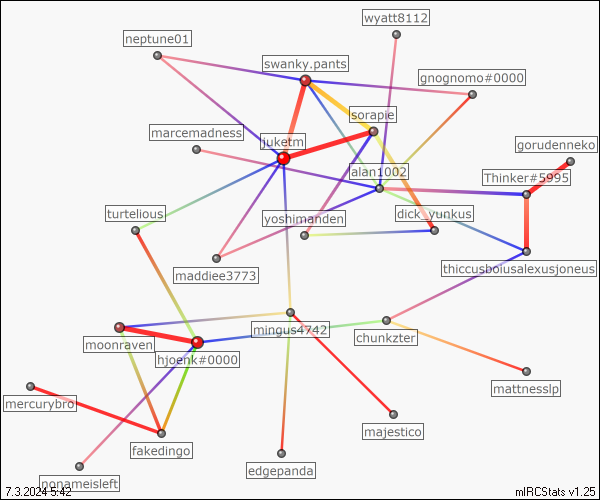 wyatt8112
neptune01
swanky.pants
gnognomo#0000
sorapie
marcemadness
juketm
gorudenneko
alan1002
Thinker#5995
turtelious
yoshimanden
dick_vunkus
maddiee3773
thiccusboiusalexusjoneus
mingus4742
chunkzter
moonraven
hjoenk#0000
mattnesslp
mercurybro
majestico
fakedingo
edgepanda
nonameisleft
7.3.2024 5:42
mIRCStats v1.25